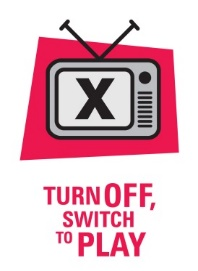 X
TURN OFF,
SWITCH
TO PLAY